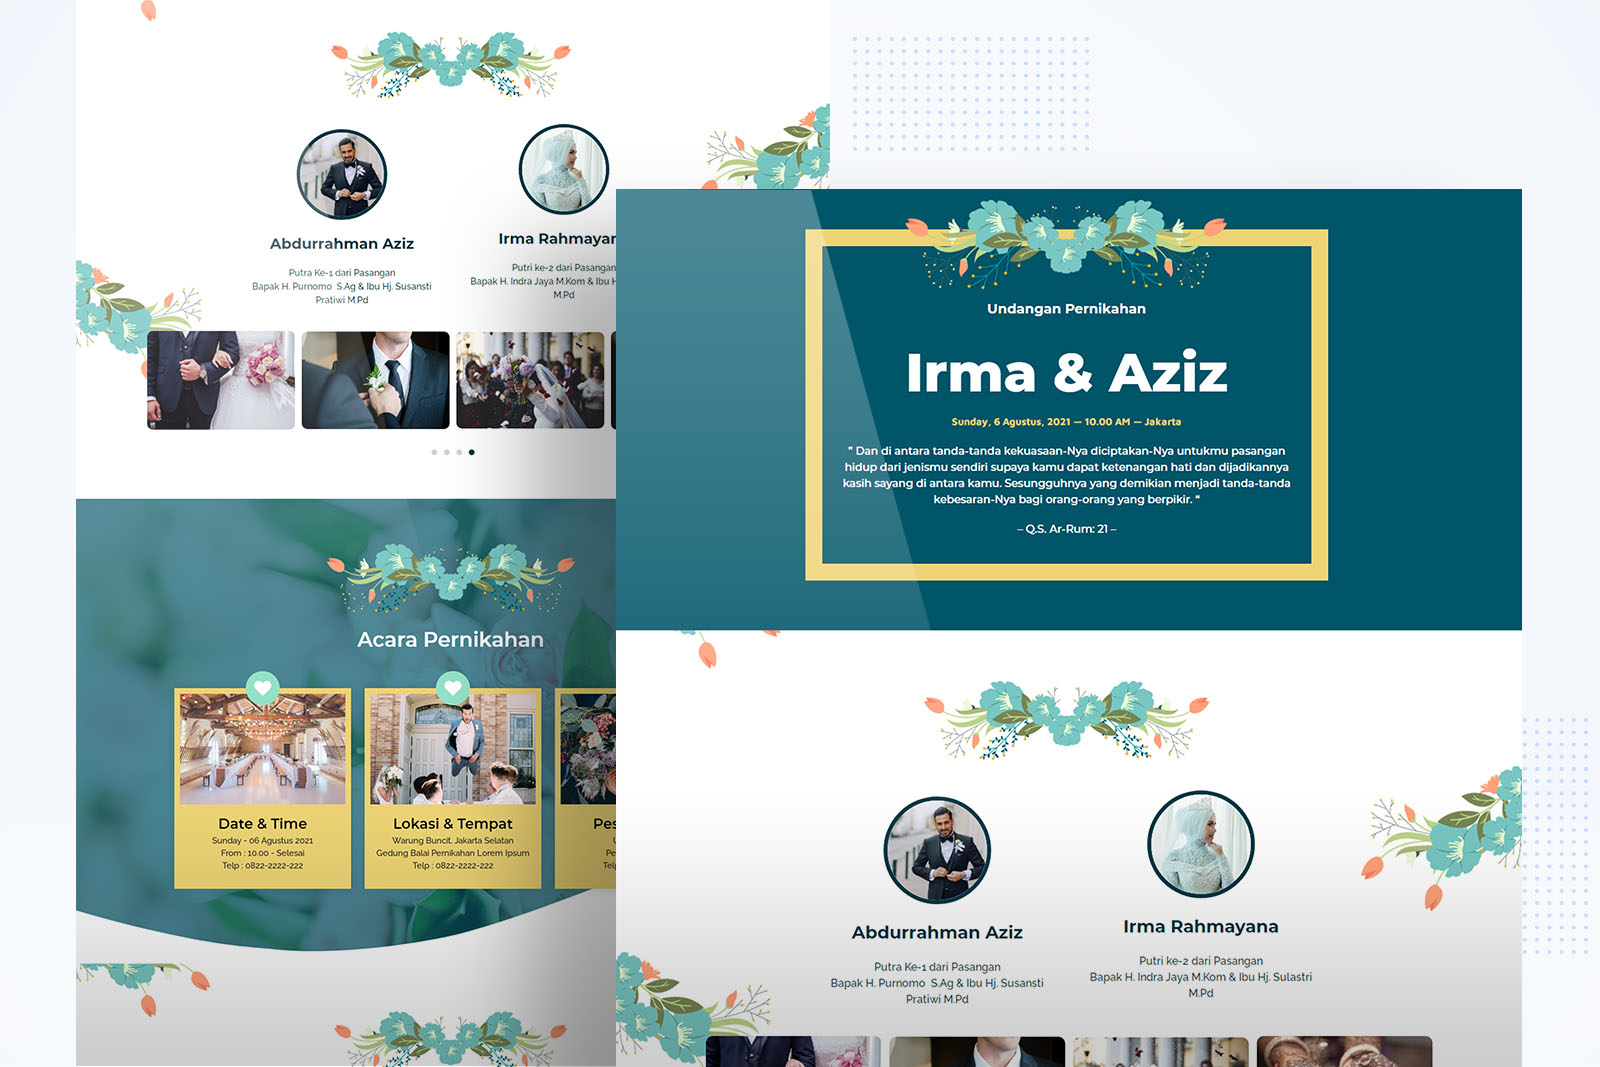 Abdurrahman Aziz
Putra Ke-1 dari Pasangan
Bapak H. Purnomo S.Ag & Ibu Hj. Susansti
Pratiwi M.Pd
Irma Rahmayan
Putri ke-2 dari Pasangan
Bapak H. Indra Jaya M.Kom & Ibu H
M.Pd
Acara Pernikahan
Date & Time
Sunday - 06 Agustus 2021
From : 10.00 - Selesai
Telp : 0822-2222-222
Lokasi & Tempat
Warung Buncit, Jakarta Selatan
Gedung Balai Pernikahan Lorem Ipsum
Telp : 0822-2222-222
Pes
Pe
Telp
Undangan Pernikahan
Irma & Aziz
Sunday, 6 Agustus, 2021 — 10.00 AM — Jakarta
" Dan di antara tanda-tanda kekuasaan-Nya diciptakan-Nya untukmu pasangan
hidup dari jenismu sendiri supaya kamu dapat ketenangan hati dan dijadikannya
kasih sayang di antara kamu. Sesungguhnya yang demikian menjadi tanda-tanda
kebesaran-Nya bagi orang-orang yang berpikir. “
– Q.S. Ar-Rum: 21 –
Abdurrahman Aziz
Putra Ke-1 dari Pasangan
Bapak H. Purnomo S.Ag & Ibu Hj. Susansti
Pratiwi M.Pd
Irma Rahmayana
Putri ke-2 dari Pasangan
Bapak H. Indra Jaya M.Kom & Ibu Hj. Sulastri
M.Pd